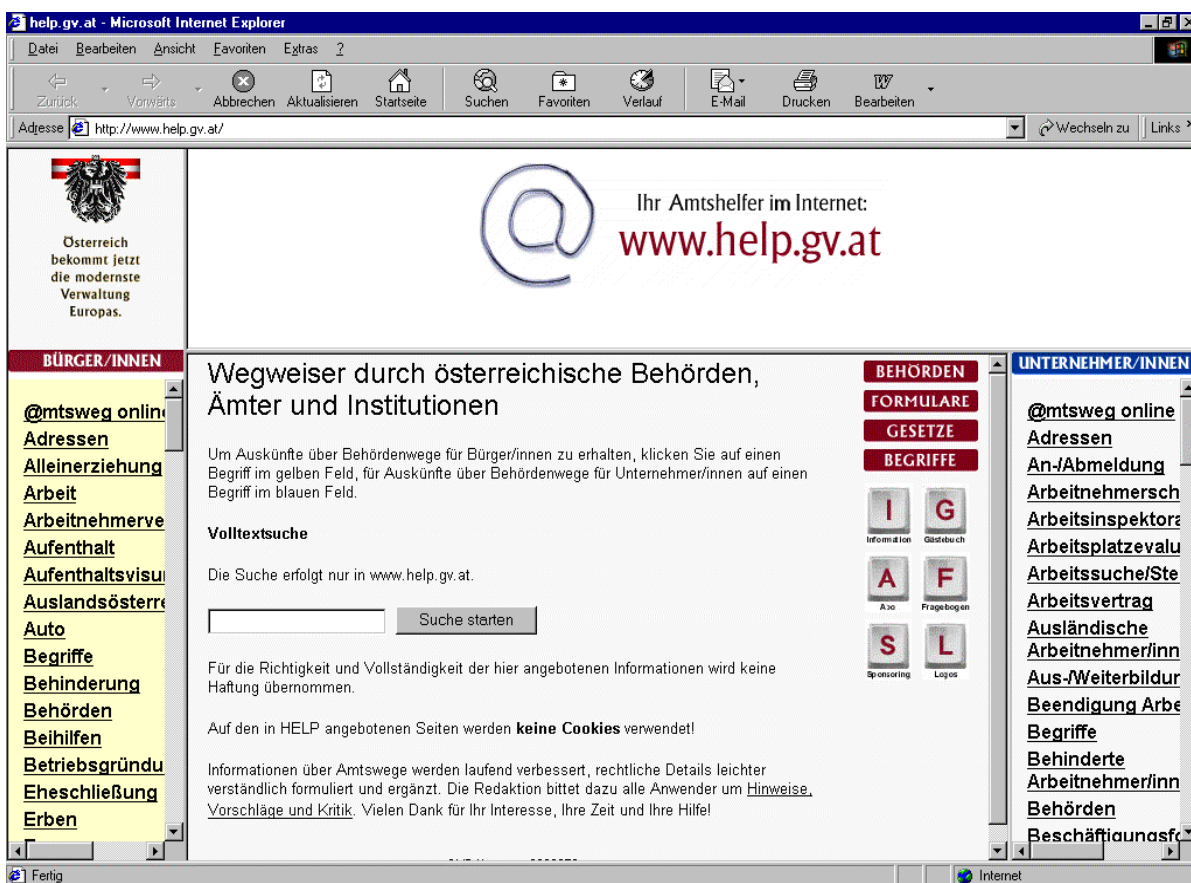 help.gv.at - Microsoft Internet Explorer
Datei Bearbeiten Ansicht Favoriten Extras ?
Zurück Vorwärts Abbrechen Aktualisieren Startseite Suchen Favoriten Verlauf E-Mail Drucken Bearbeiten
Adresse http://www.help.gv.at/ Wechseln zu Links
Österreich
bekommt jetzt
die modernste
Verwaltung
Europas.
Ihr Amtshelfer im Internet:
www.help.gv.at
BÜRGER/INNEN
@mtsweg online
Adressen
Alleinerziehung
Arbeit
Arbeitnehmerve
Aufenthalt
Aufenthaltsvisu
Auslandsösterre
Auto
Begriffe
Behinderung
Behörden
Beihilfen
Betriebsgründu
Eheschließung
Erben
Wegweiser durch österreichische Behörden,
Ämter und Institutionen
Um Auskünfte über Behördenwege für Bürger/innen zu erhalten, klicken Sie auf einen
Begriff im gelben Feld, für Auskünfte über Behördenwege für Unternehmer/innen auf einen
Begriff im blauen Feld.
Volltextsuche
Die Suche erfolgt nur in www.help.gv.at.
Suche starten
Für die Richtigkeit und Vollständigkeit der hier angebotenen Informationen wird keine
Haftung übernommen.
Auf den in HELP angebotenen Seiten werden keine Cookies verwendet!
Informationen über Amtswege werden laufend verbessert, rechtliche Details leichter
verständlich formuliert und ergänzt. Die Redaktion bittet dazu alle Anwender um Hinweise,
Vorschläge und Kritik. Vielen Dank für Ihr Interesse, Ihre Zeit und Ihre Hilfe!
BEHÖRDEN
FORMULARE
GESETZE
BEGRIFFE
I G
Information Gästebuch
A F
Abo Fragebogen
S L
Sponsoring Logos
UNTERNEHMER/INNEN
@mtsweg online
Adressen
An-/Abmeldung
Arbeitnehmersch
Arbeitsinspektora
Arbeitsplatzevalu
Arbeitssuche/Ste
Arbeitsvertrag
Ausländische
Arbeitnehmer/inn
Aus-/Weiterbildur
Beendigung Arbe
Begriffe
Behinderte
Arbeitnehmer/inn
Behörden
Beschäftigungsfo
Fertig Internet